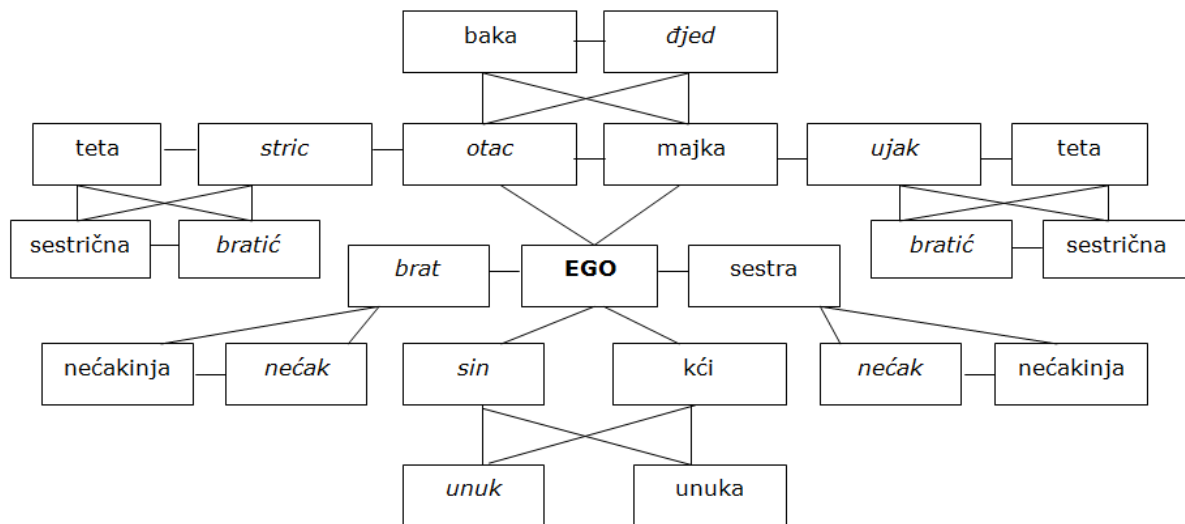 baka
đjed
teta
stric
otac
majka
ujak
teta
sestrična
bratić
bratić
sestrična
brat
EGO
sestra
nećakinja
nećak
sin
kći
nećak
nećakinja
unuk
unuka